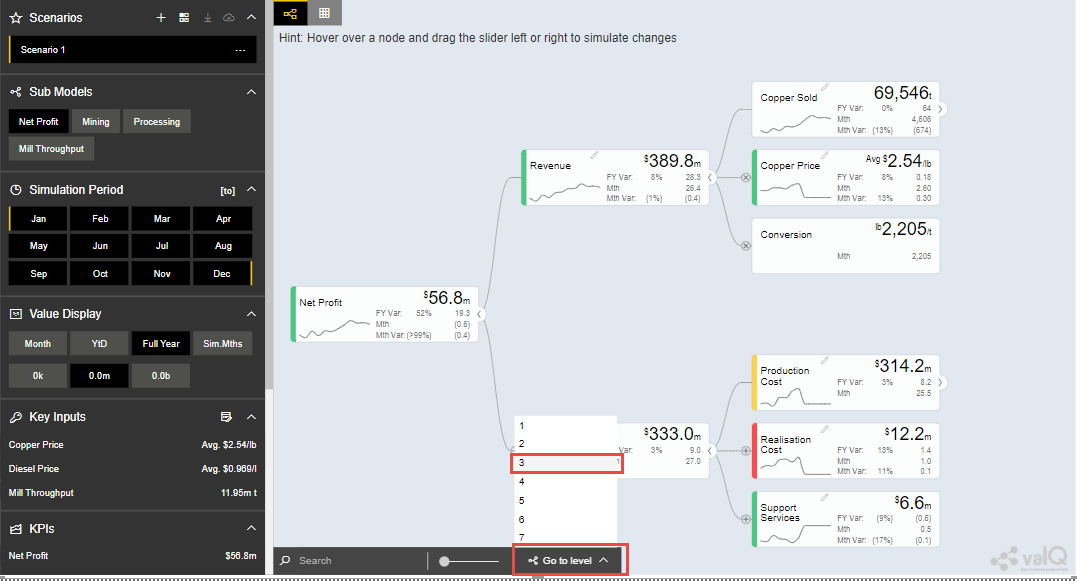 Scenarios
Scenario 1
...
Sub Models
Net Profit Mining Processing
Mill Throughput
Simulation Period [to]
Jan Feb Mar Apr
May Jun Jul Aug
Sep Oct Nov Dec
Value Display
Month YtD Full Year Sim.Mths
0k 0.0m 0.0b
Key Inputs
Copper Price Avg. $2.54/lb
Diesel Price Avg. $0.969/l
Mill Throughput 11.95m t
KPIs
Net Profit $56.8m
Hint: Hover over a node and drag the slider left or right to simulate changes
Net Profit $56.8m
FY Var: 52% 19.3
Mth (0.6)
Mth Var: (>99%) (0.4)
Revenue $389.8m
FY Var: 8% 28.3
Mth 26.4
Mth Var: (1%) (0.4)
$333.0m
Var: 3% 9.0
27.0
Copper Sold 69,546t
FY Var: 0% 64
Mth 4,606
Mth Var: (13%) (674)
Copper Price Avg $2.54/lb
FY Var: 8% 0.18
Mth 2.60
Mth Var: 13% 0.30
Conversion lb2,205/t
Mth 2,205
Production Cost $314.2m
FY Var: 3% 8.2
Mth 25.5
Realisation Cost $12.2m
FY Var: 13% 1.4
Mth 1.0
Mth Var: 11% 0.1
Support Services $6.6m
FY Var: (9%) (0.6)
Mth 0.5
Mth Var: (17%) (0.1)
1
2
3
4
5
6
7
Search
Go to level
valQ